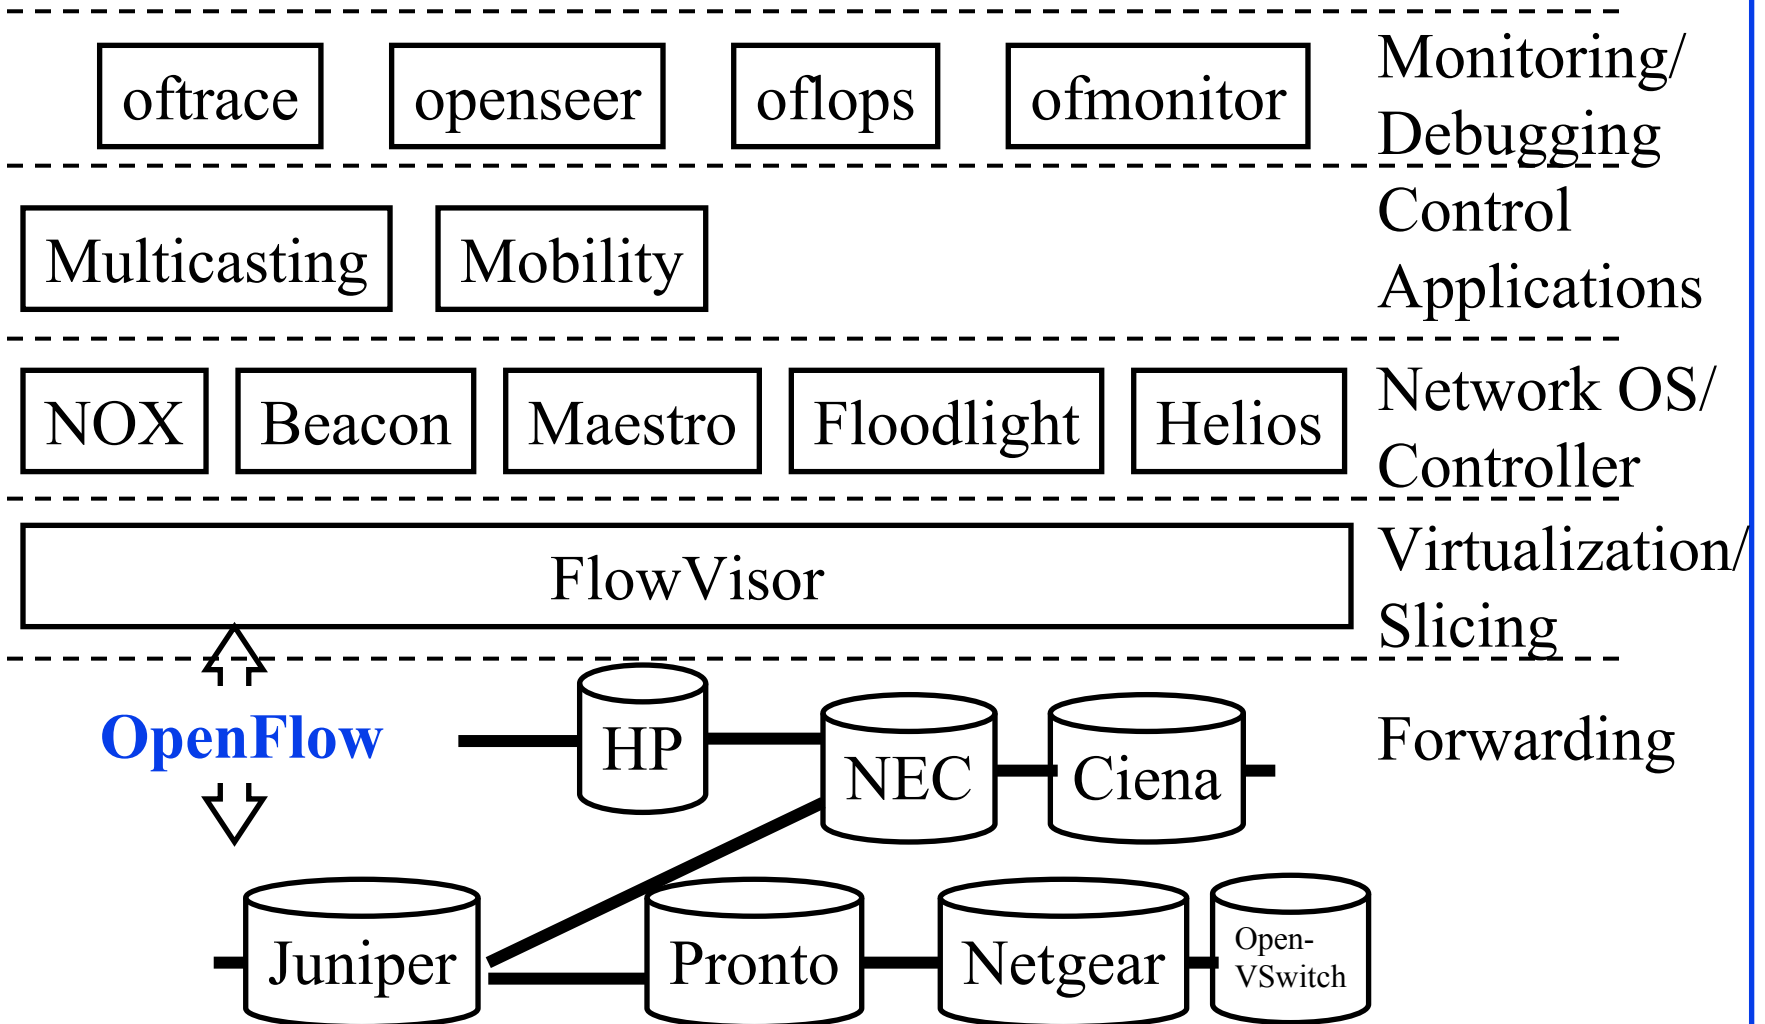 oftrace openseer oflops ofmonitor
Monitoring/
Debugging
Multicasting Mobility
Control
Applications
NOX Beacon Maestro Floodlight Helios
Network OS/
Controller
FlowVisor
Virtualization/
Slicing
OpenFlow
HP NEC Ciena
Forwarding
Juniper Pronto Netgear
Open-
VSwitch